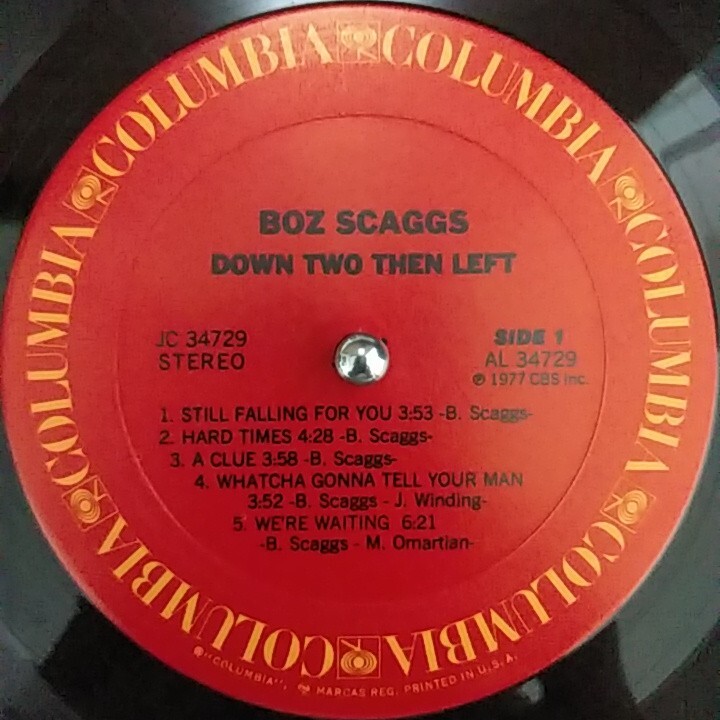 COLUMBIA COLUMBIA COLUMBIA COLUMBIA COLUMBIA COLUMBIA COLUMBIA COLUMBIA
BOZ SCAGGS
DOWN TWO THEN LEFT
JC 34729
STEREO
SIDE 1
AL 34729
℗ 1977 CBS Inc.
1. STILL FALLING FOR YOU 3:53 -B. Scaggs-
2. HARD TIMES 4:28 -B. Scaggs-
3. A CLUE 3:58 -B. Scaggs-
4. WHATCHA GONNA TELL YOUR MAN
3:52 -B. Scaggs - J. Winding-
5. WE'RE WAITING 6:21
-B. Scaggs - M. Omartian-
®"COLUMBIA", MARCAS REG. PRINTED IN U.S.A.